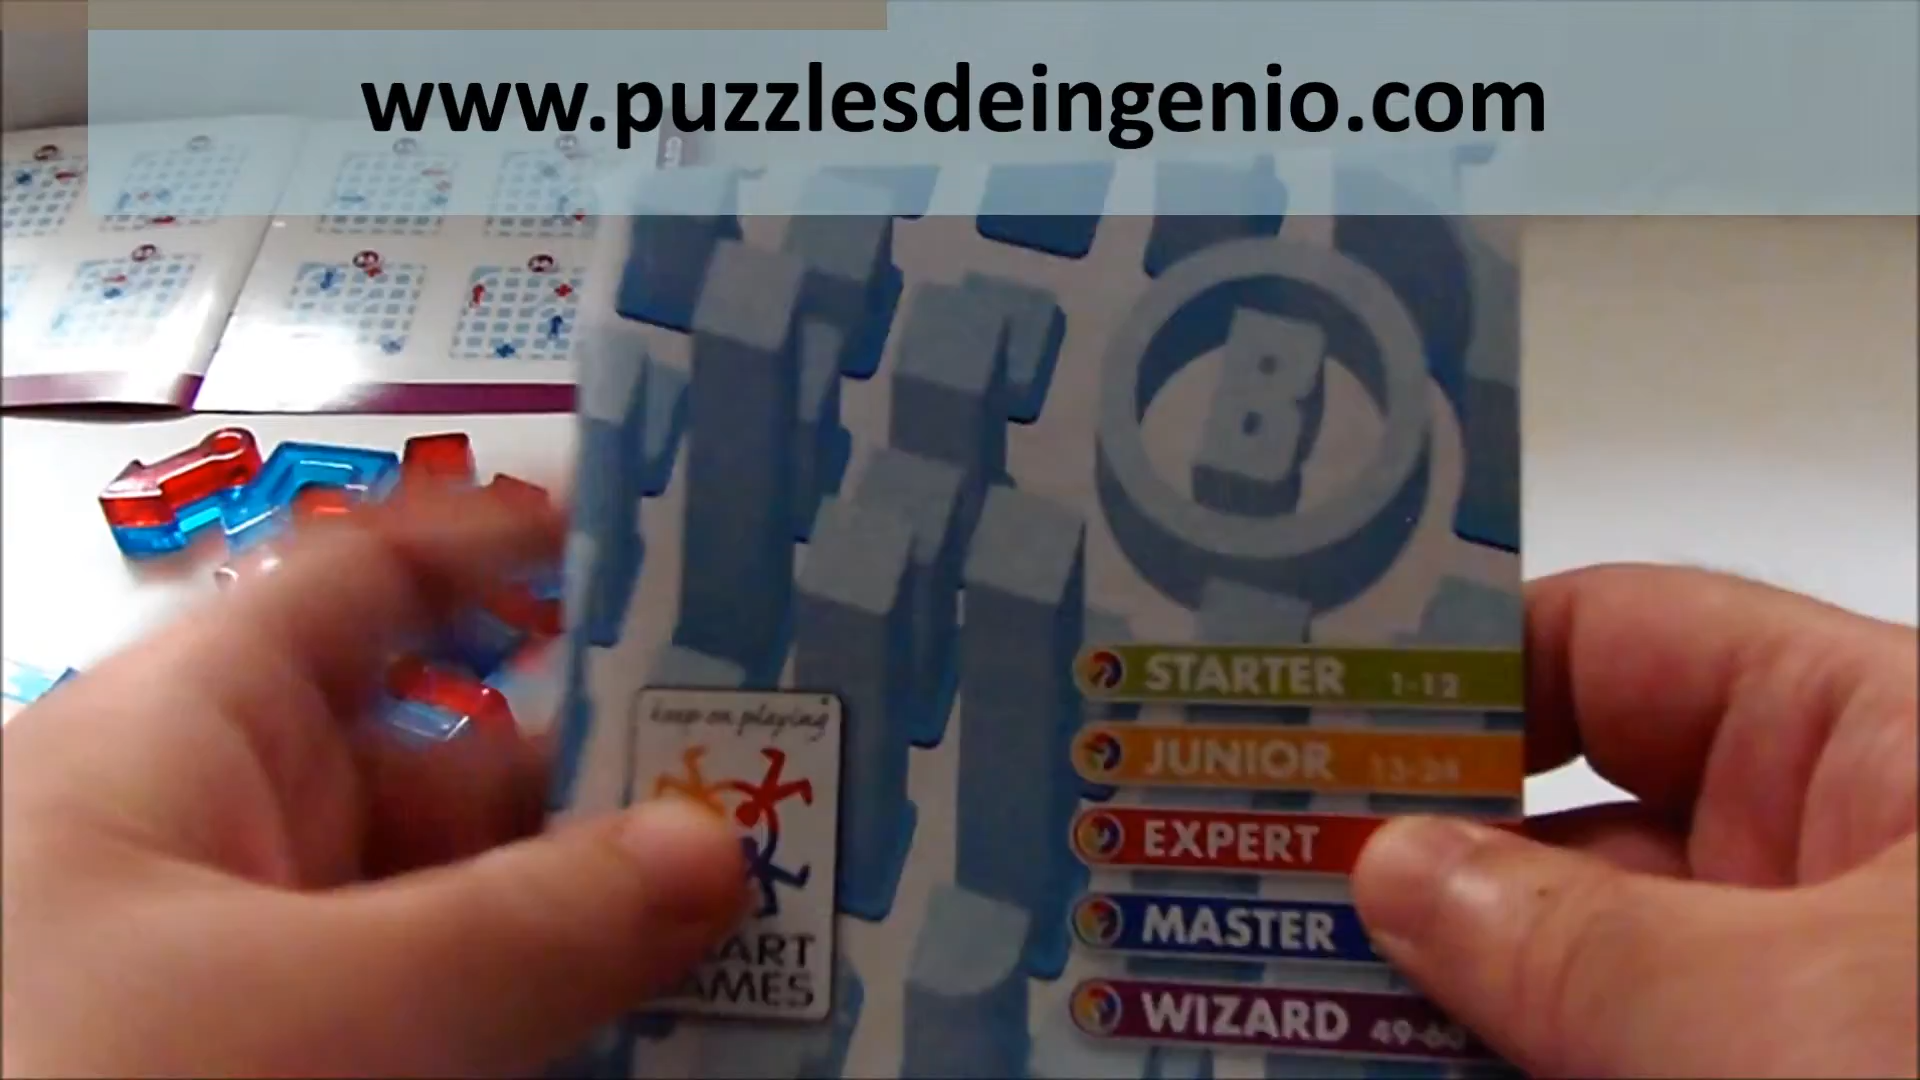 www.puzzlesdeingenio.com
B
STARTER 1-12
JUNIOR 13-24
keep on playing
EXPERT
MASTER
ART
AMES
WIZARD 49-60